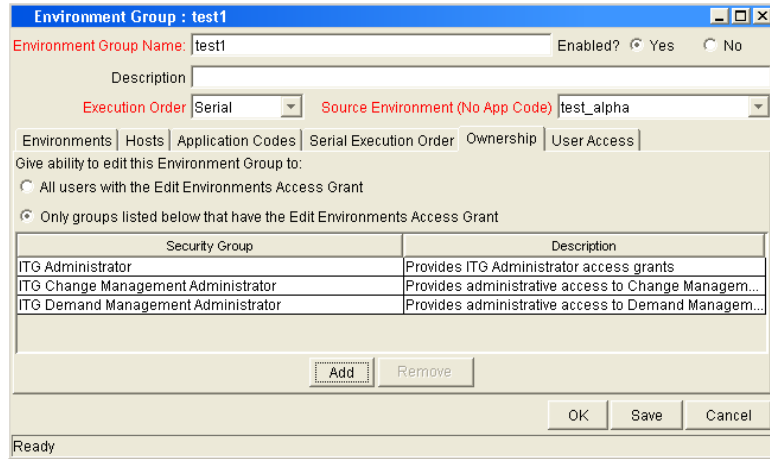 Environment Group : test1
Environment Group Name: test1 Enabled? Yes No
Description
Execution Order Serial Source Environment (No App Code) test_alpha
Environments Hosts Application Codes Serial Execution Order Ownership User Access
Give ability to edit this Environment Group to:
All users with the Edit Environments Access Grant
Only groups listed below that have the Edit Environments Access Grant
Security Group Description
ITG Administrator Provides ITG Administrator access grants
ITG Change Management Administrator Provides administrative access to Change Managem...
ITG Demand Management Administrator Provides administrative access to Demand Managem...
Add Remove
OK Save Cancel
Ready